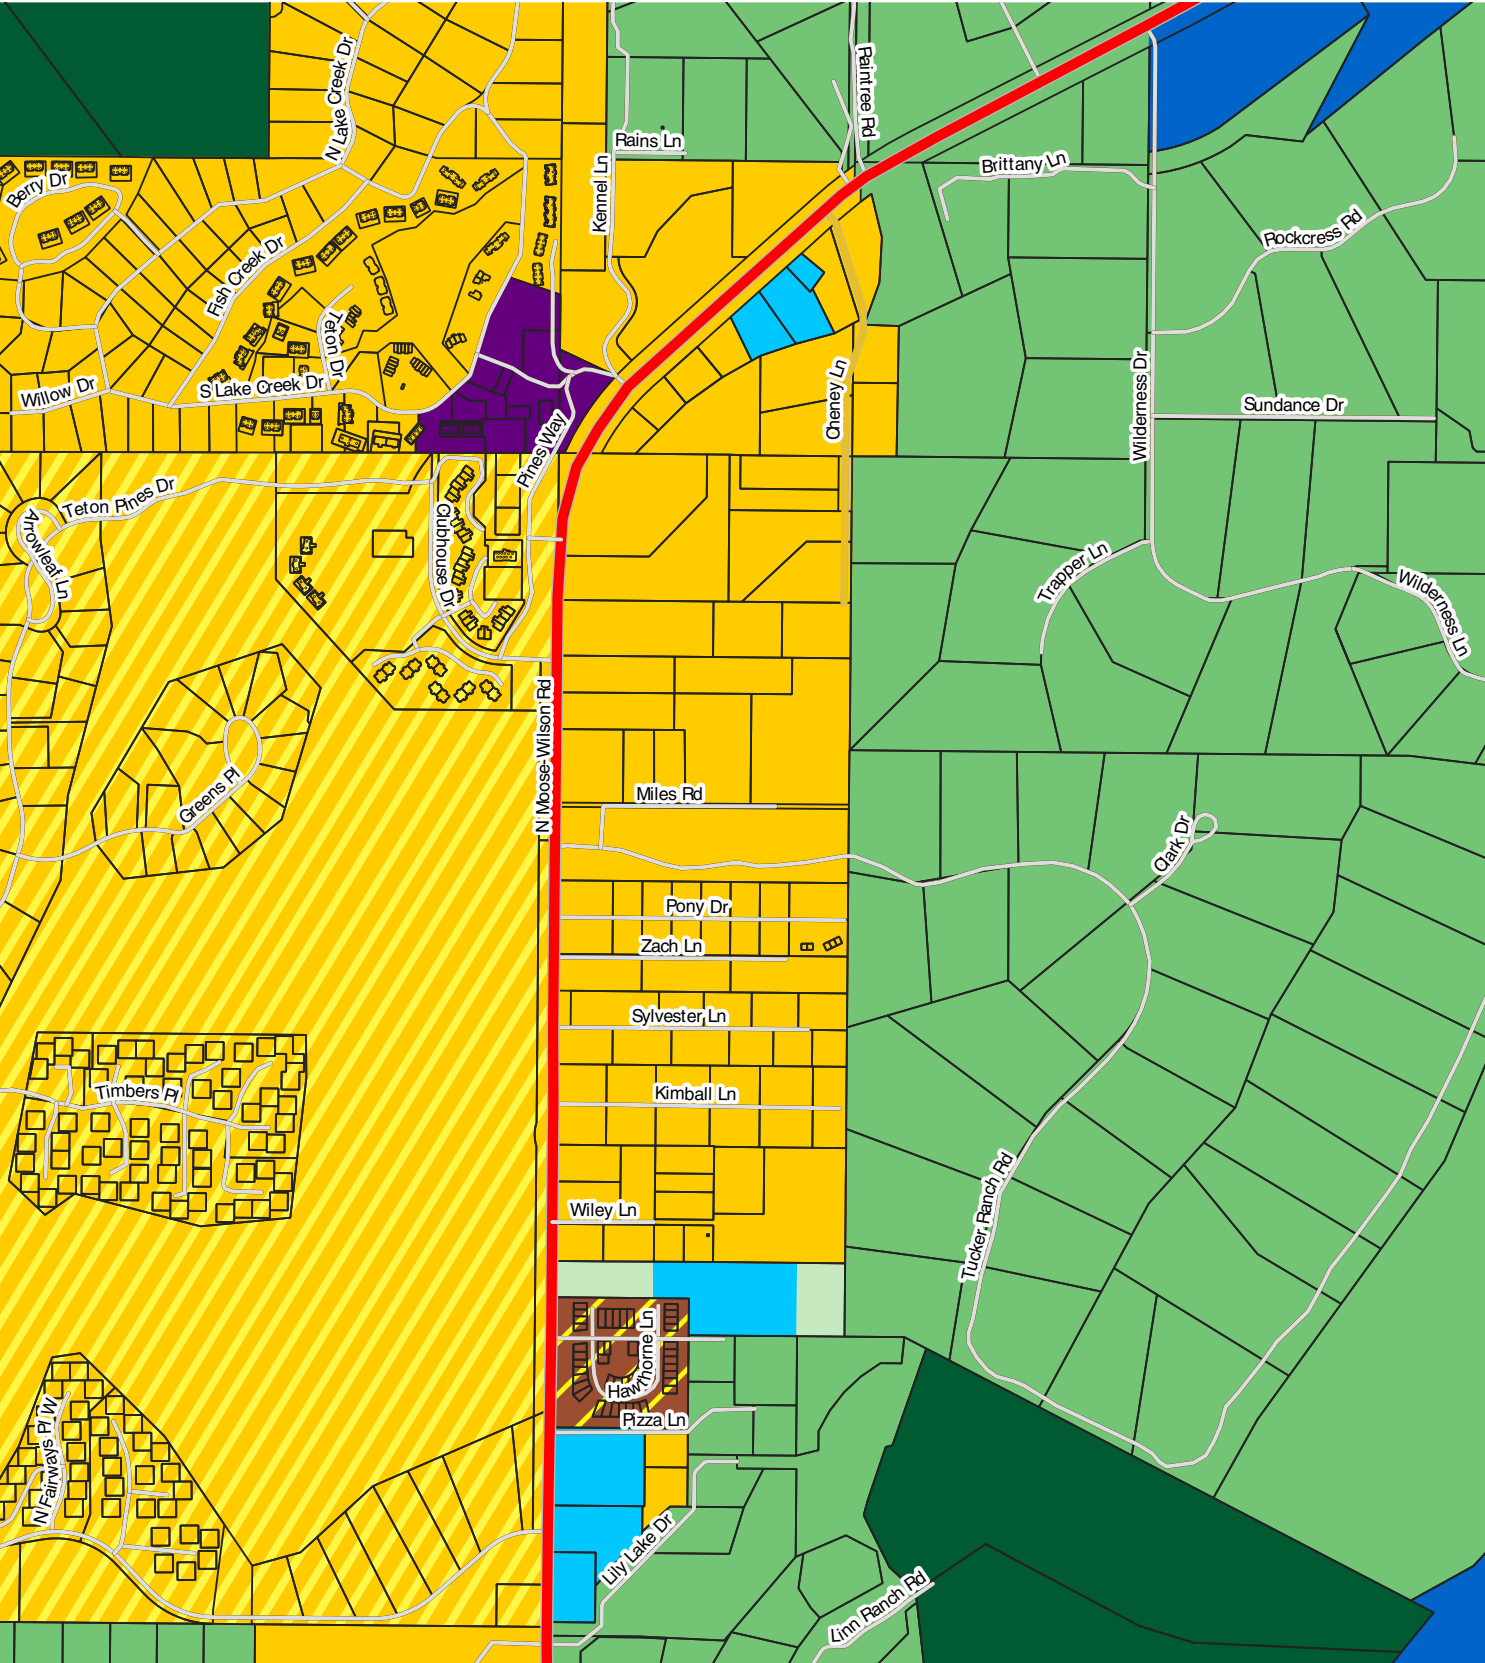 N Lake Creek Dr
Raintree Rd
Rains Ln
Brittany Ln
Berry Dr
Kennel Ln
Rockcress Rd
Fish Creek Dr
Teton Dr
Willow Dr
S Lake Creek Dr
Cheney Ln
Wilderness Dr
Sundance Dr
Pines Way
Teton Pines Dr
Arrowleaf Ln
Clubhouse Dr
Trapper Ln
Wilderness Ln
N Moose-Wilson Rd
Greens Pl
Miles Rd
Clark Dr
Pony Dr
Zach Ln
Sylvester Ln
Timbers Pl
Kimball Ln
Tucker Ranch Rd
Wiley Ln
Hawthorne Ln
Pizza Ln
N Fairways Pl W
Lily Lake Dr
Linn Ranch Rd